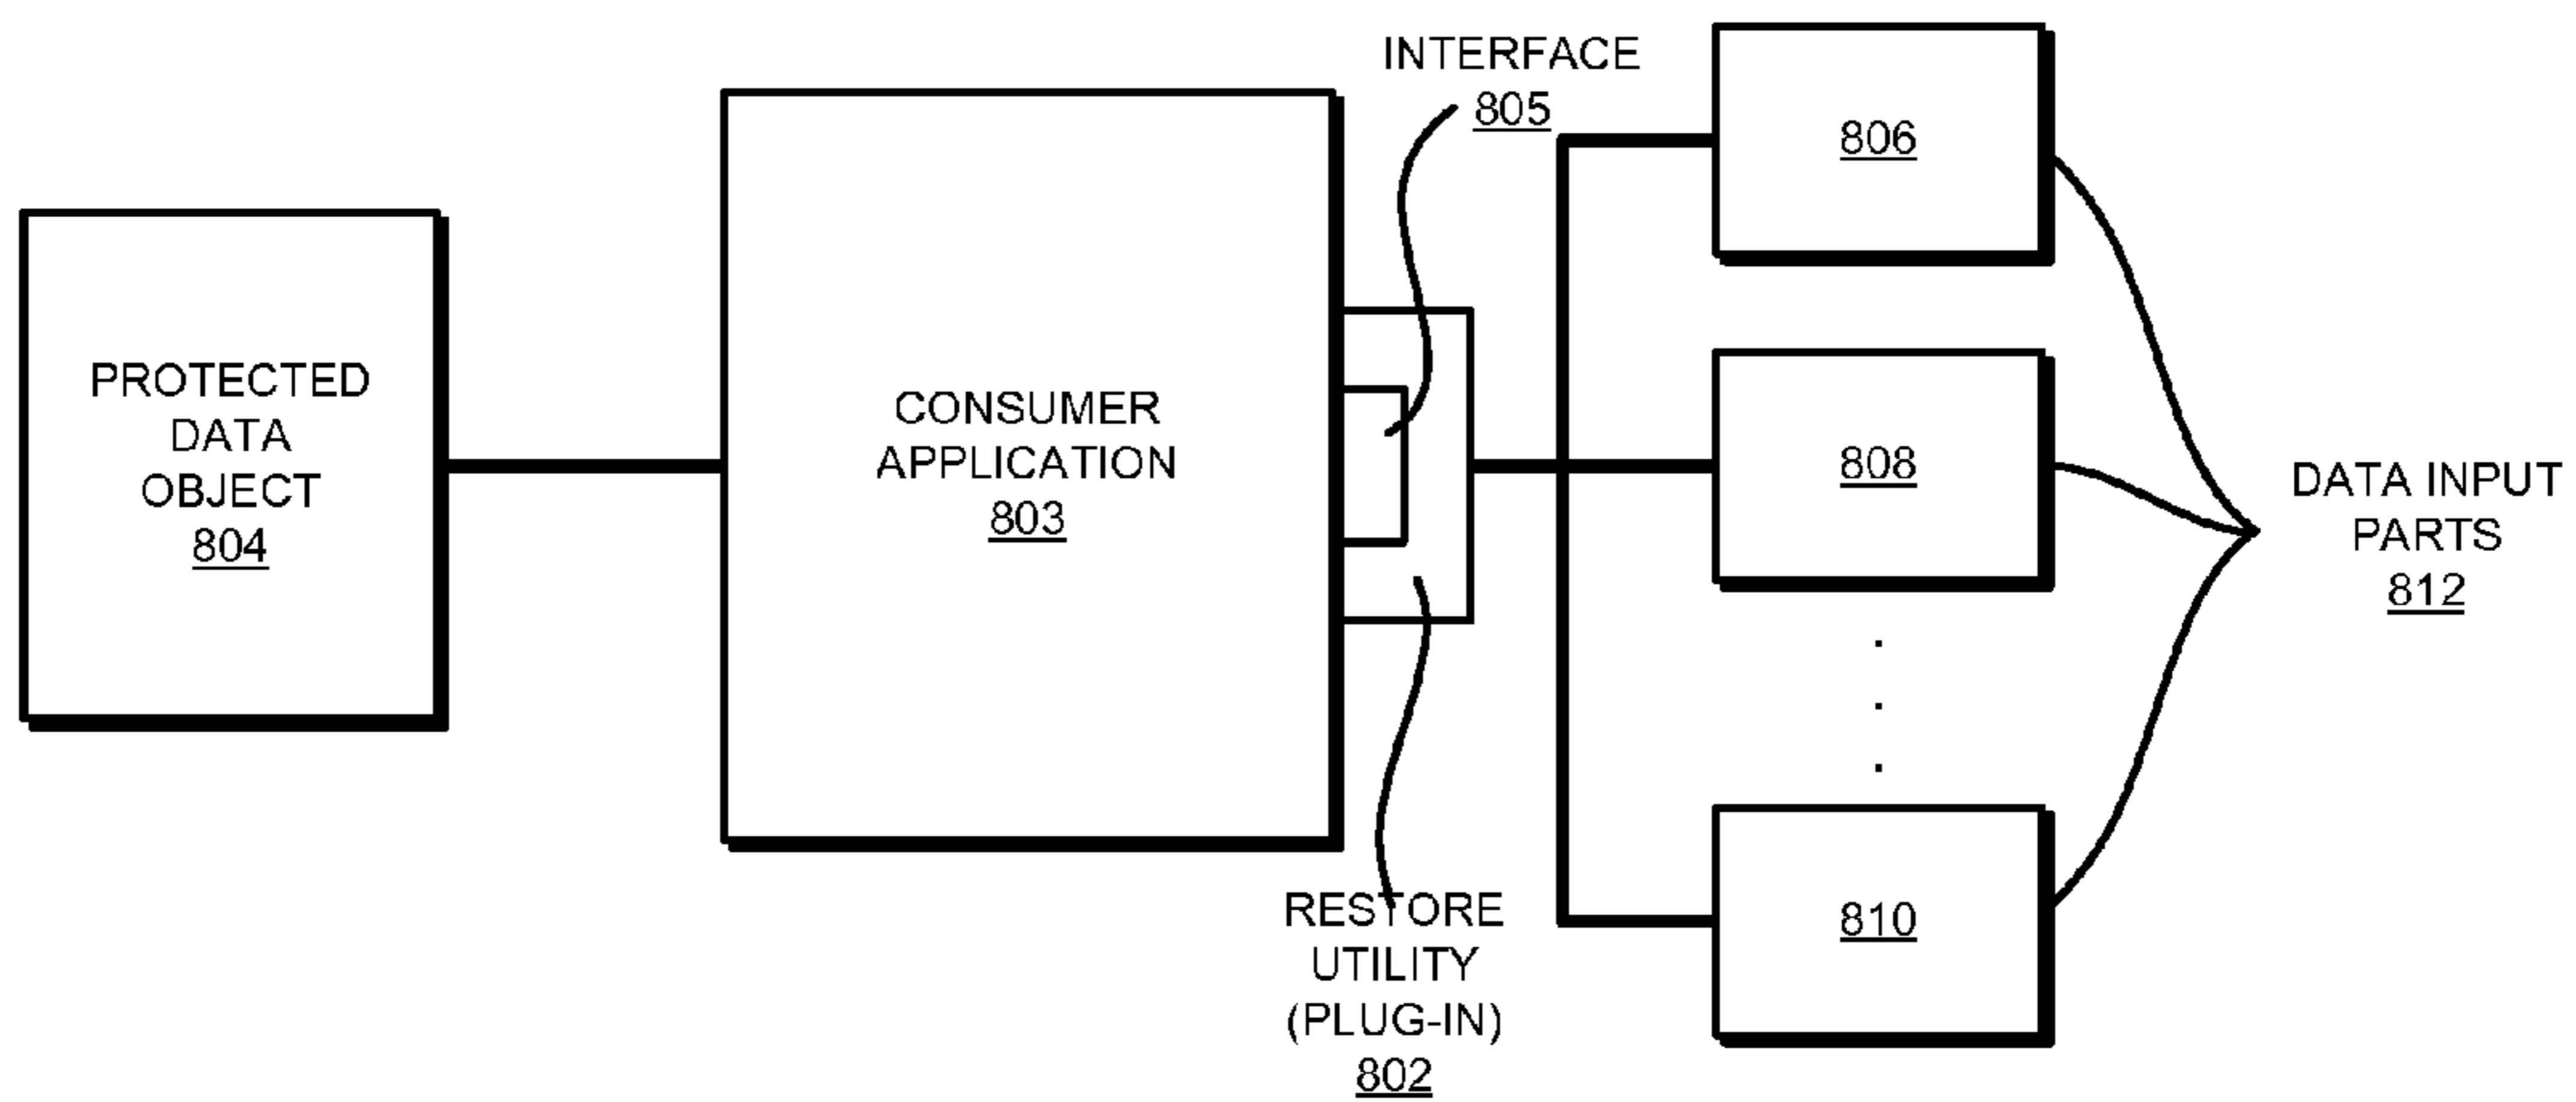 PROTECTED
DATA
OBJECT
804
CONSUMER
APPLICATION
803
INTERFACE
805
RESTORE
UTILITY
(PLUG-IN)
802
806
808
.
.
.
810
DATA INPUT
PARTS
812